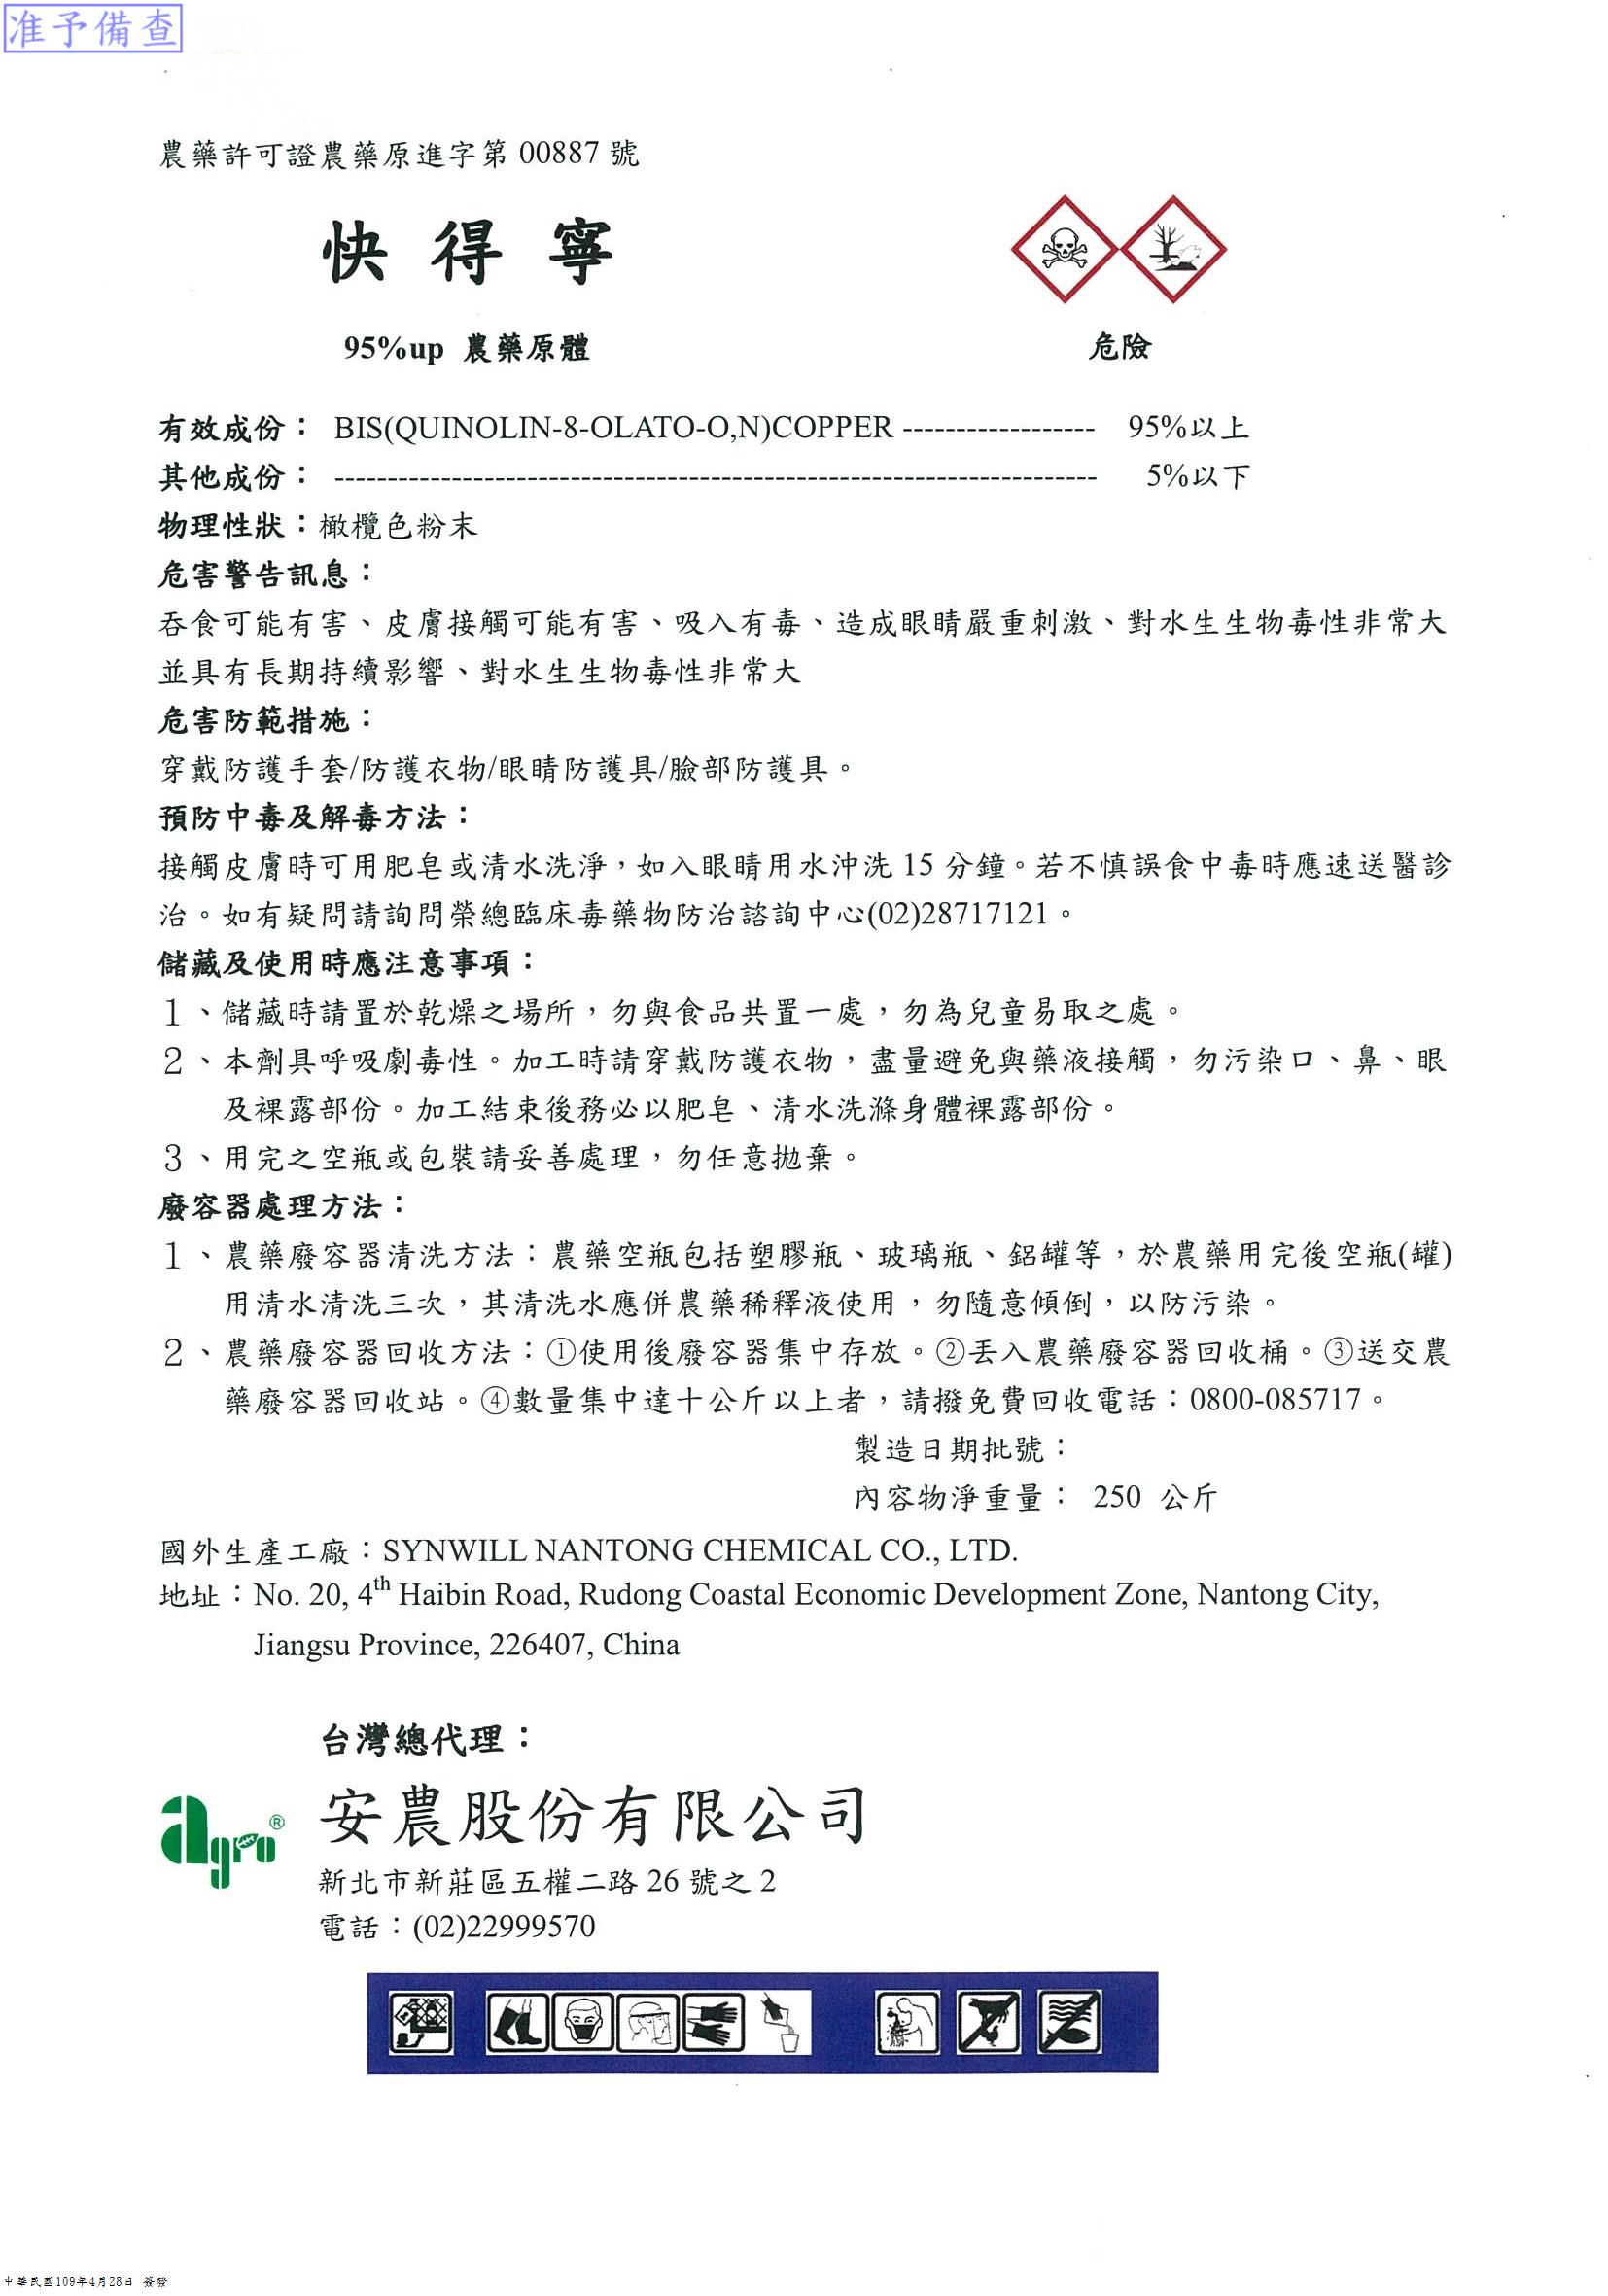 准予備查
農藥許可證農藥原進字第 00887 號
快得寧
95%up 農藥原體
危險
有效成份： BIS(QUINOLIN-8-OLATO-O,N)COPPER ------------------ 95%以上
其他成份： ----------------------------------------------------------------------- 5%以下
物理性狀：橄欖色粉末
危害警告訊息：
吞食可能有害、皮膚接觸可能有害、吸入有毒、造成眼睛嚴重刺激、對水生生物毒性非常大
並具有長期持續影響、對水生生物毒性非常大
危害防範措施：
穿戴防護手套/防護衣物/眼睛防護具/臉部防護具。
預防中毒及解毒方法：
接觸皮膚時可用肥皂或清水洗淨，如入眼睛用水沖洗 15 分鐘。若不慎誤食中毒時應速送醫診
治。如有疑問請詢問榮總臨床毒藥物防治諮詢中心(02)28717121。
儲藏及使用時應注意事項：
1、儲藏時請置於乾燥之場所，勿與食品共置一處，勿為兒童易取之處。
2、本劑具呼吸劇毒性。加工時請穿戴防護衣物，盡量避免與藥液接觸，勿污染口、鼻、眼
及裸露部份。加工結束後務必以肥皂、清水洗滌身體裸露部份。
3、用完之空瓶或包裝請妥善處理，勿任意拋棄。
廢容器處理方法：
1、農藥廢容器清洗方法：農藥空瓶包括塑膠瓶、玻璃瓶、鋁罐等，於農藥用完後空瓶(罐)
用清水清洗三次，其清洗水應併農藥稀釋液使用，勿隨意傾倒，以防污染。
2、農藥廢容器回收方法：①使用後廢容器集中存放。②丟入農藥廢容器回收桶。③送交農
藥廢容器回收站。④數量集中達十公斤以上者，請撥免費回收電話：0800-085717。
製造日期批號：
內容物淨重量： 250 公斤
國外生產工廠：SYNWILL NANTONG CHEMICAL CO., LTD.
地址：No. 20, 4th Haibin Road, Rudong Coastal Economic Development Zone, Nantong City,
Jiangsu Province, 226407, China
台灣總代理：
agro®
安農股份有限公司
新北市新莊區五權二路 26 號之 2
電話：(02)22999570
中華民國109年4月28日 簽發